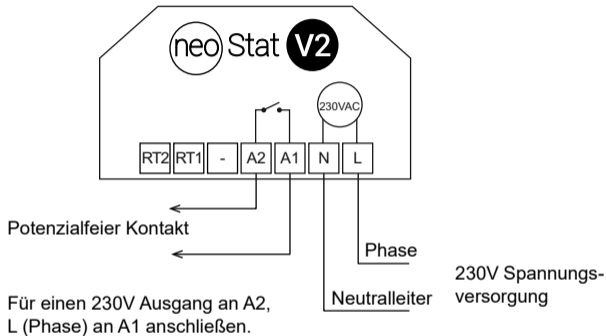 neo Stat V2
230VAC
RT2 RT1 - A2 A1 N L
Potenzialfeier Kontakt
Phase
230V Spannungs-
versorgung
Neutralleiter
Für einen 230V Ausgang an A2,
L (Phase) an A1 anschließen.